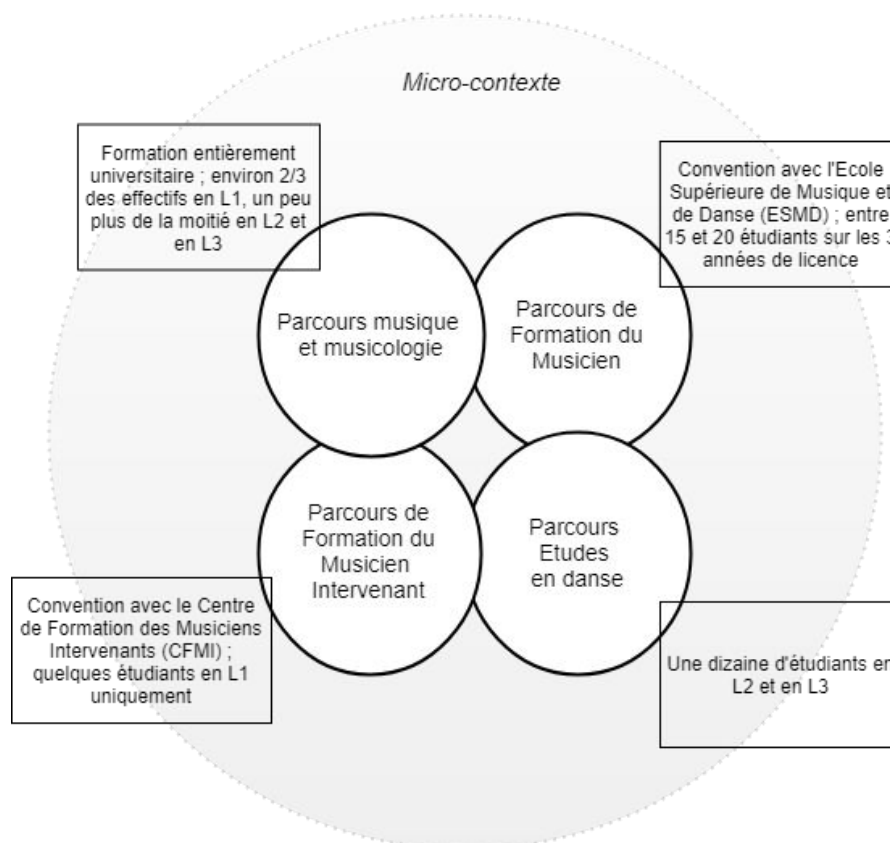 Micro-contexte
Formation entièrement
universitaire ; environ 2/3
des effectifs en L1, un peu
plus de la moitié en L2 et
en L3
Convention avec l'Ecole
Supérieure de Musique et
de Danse (ESMD) ; entre
15 et 20 étudiants sur les 3
années de licence
Parcours musique
et musicologie
Parcours de
Formation du
Musicien
Parcours de
Formation du
Musicien
Intervenant
Parcours
Etudes
en danse
Convention avec le Centre
de Formation des Musiciens
Intervenants (CFMI) ;
quelques étudiants en L1
uniquement
Une dizaine d'étudiants en
L2 et en L3